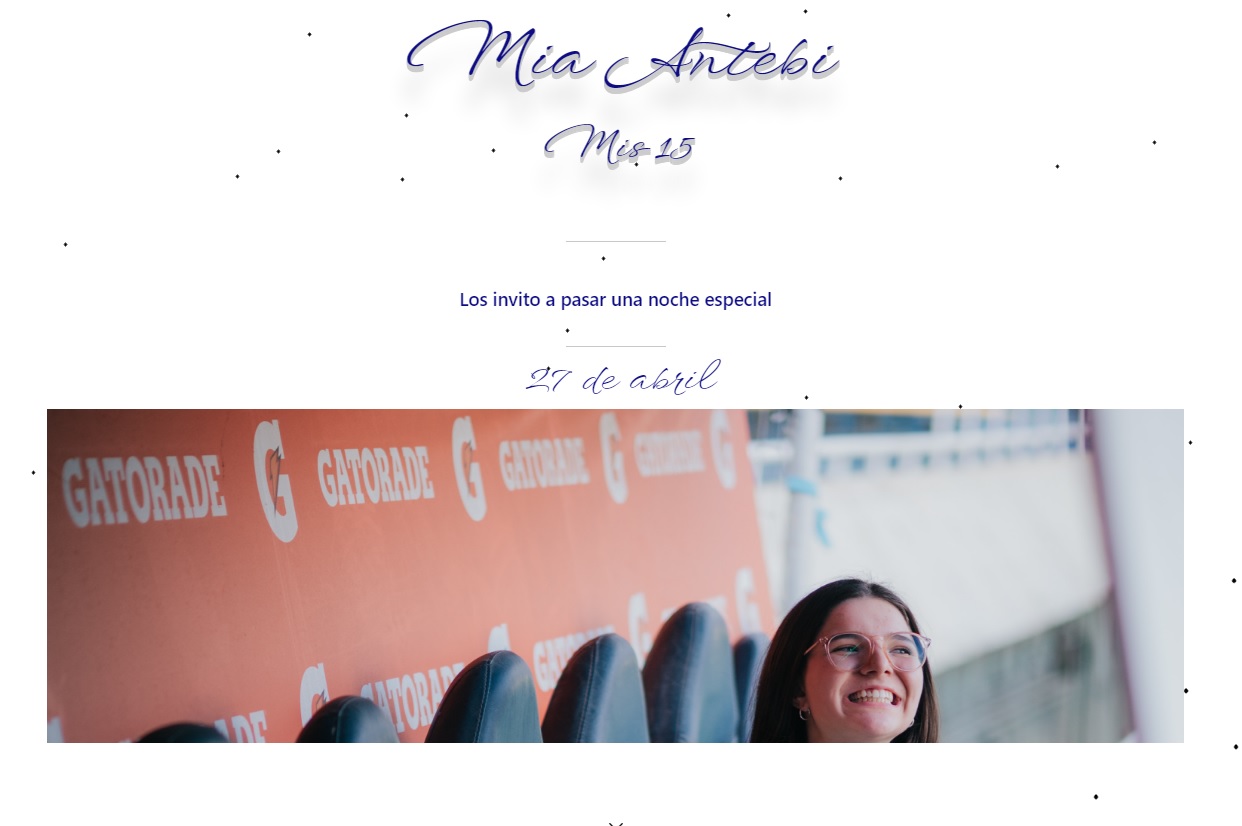 Mia Antebi
Mis 15
Los invito a pasar una noche especial
27 de abril
GATORADE G GATORADE G GATORADE G GATORADE G
G GATORADE G G
ADE G GATORADE G